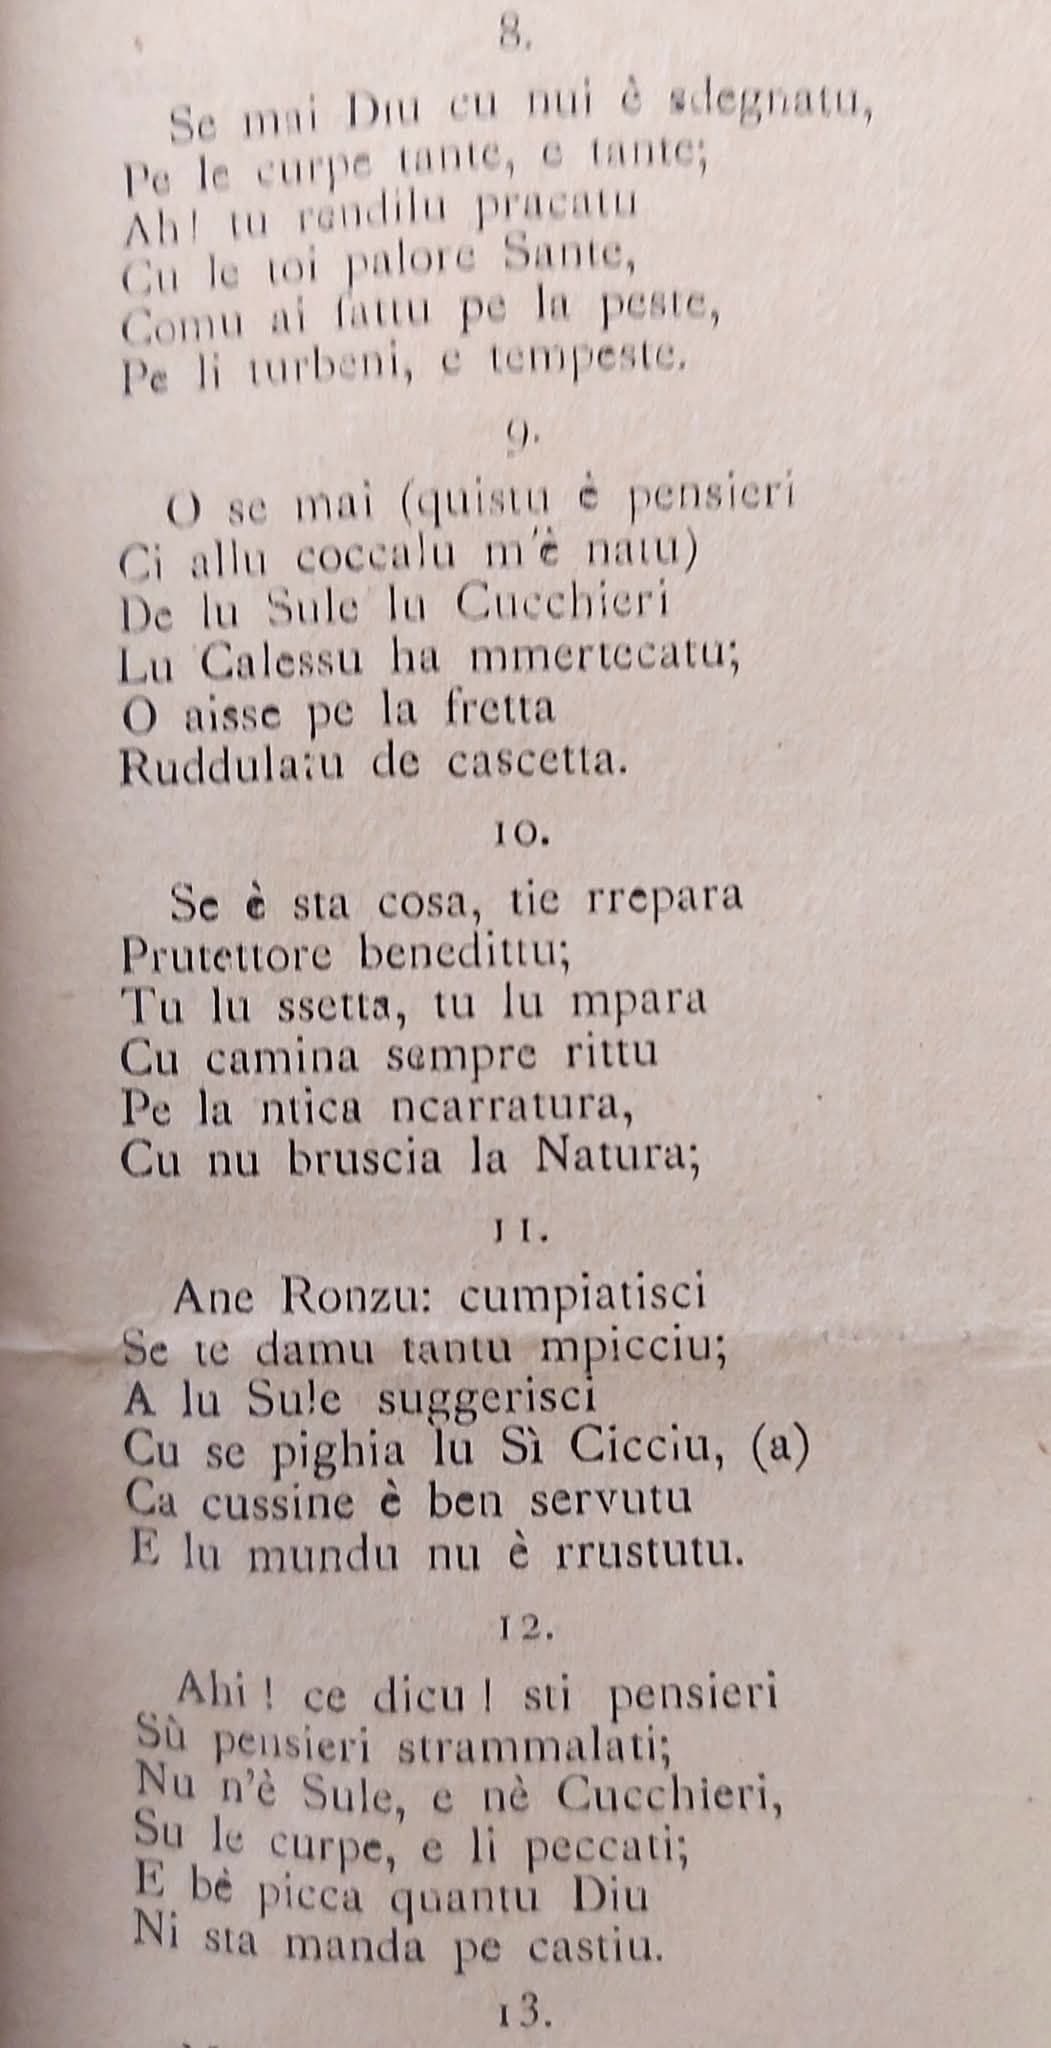 8.
Se mai Diu cu nui è sdegnatu,
Pe le curpe tante, e tante;
Ah! tu rendilu pracatu
Cu le toi palore Sante,
Comu ai fattu pe la peste,
Pe li turbeni, e tempeste.
9.
O se mai (quistu è pensieri
Ci allu coccalu m'è natu)
De lu Sule lu Cucchieri
Lu Calessu ha mmertecatu;
O aisse pe la fretta
Ruddulatu de cascetta.
10.
Se è sta cosa, tie rrepara
Prutettore benedittu;
Tu lu ssetta, tu lu mpara
Cu camina sempre rittu
Pe la ntica ncarratura,
Cu nu bruscia la Natura;
11.
Ane Ronzu: cumpiatisci
Se te damu tantu mpicciu;
A lu Sule suggerisci
Cu se pighia lu Sì Cicciu, (a)
Ca cussine è ben servutu
E lu mundu nu è rrustutu.
12.
Ahi! ce dicu! sti pensieri
Sù pensieri strammalati;
Nu n'è Sule, e nè Cucchieri,
Su le curpe, e li peccati;
E bè picca quantu Diu
Ni sta manda pe castiu.
13.